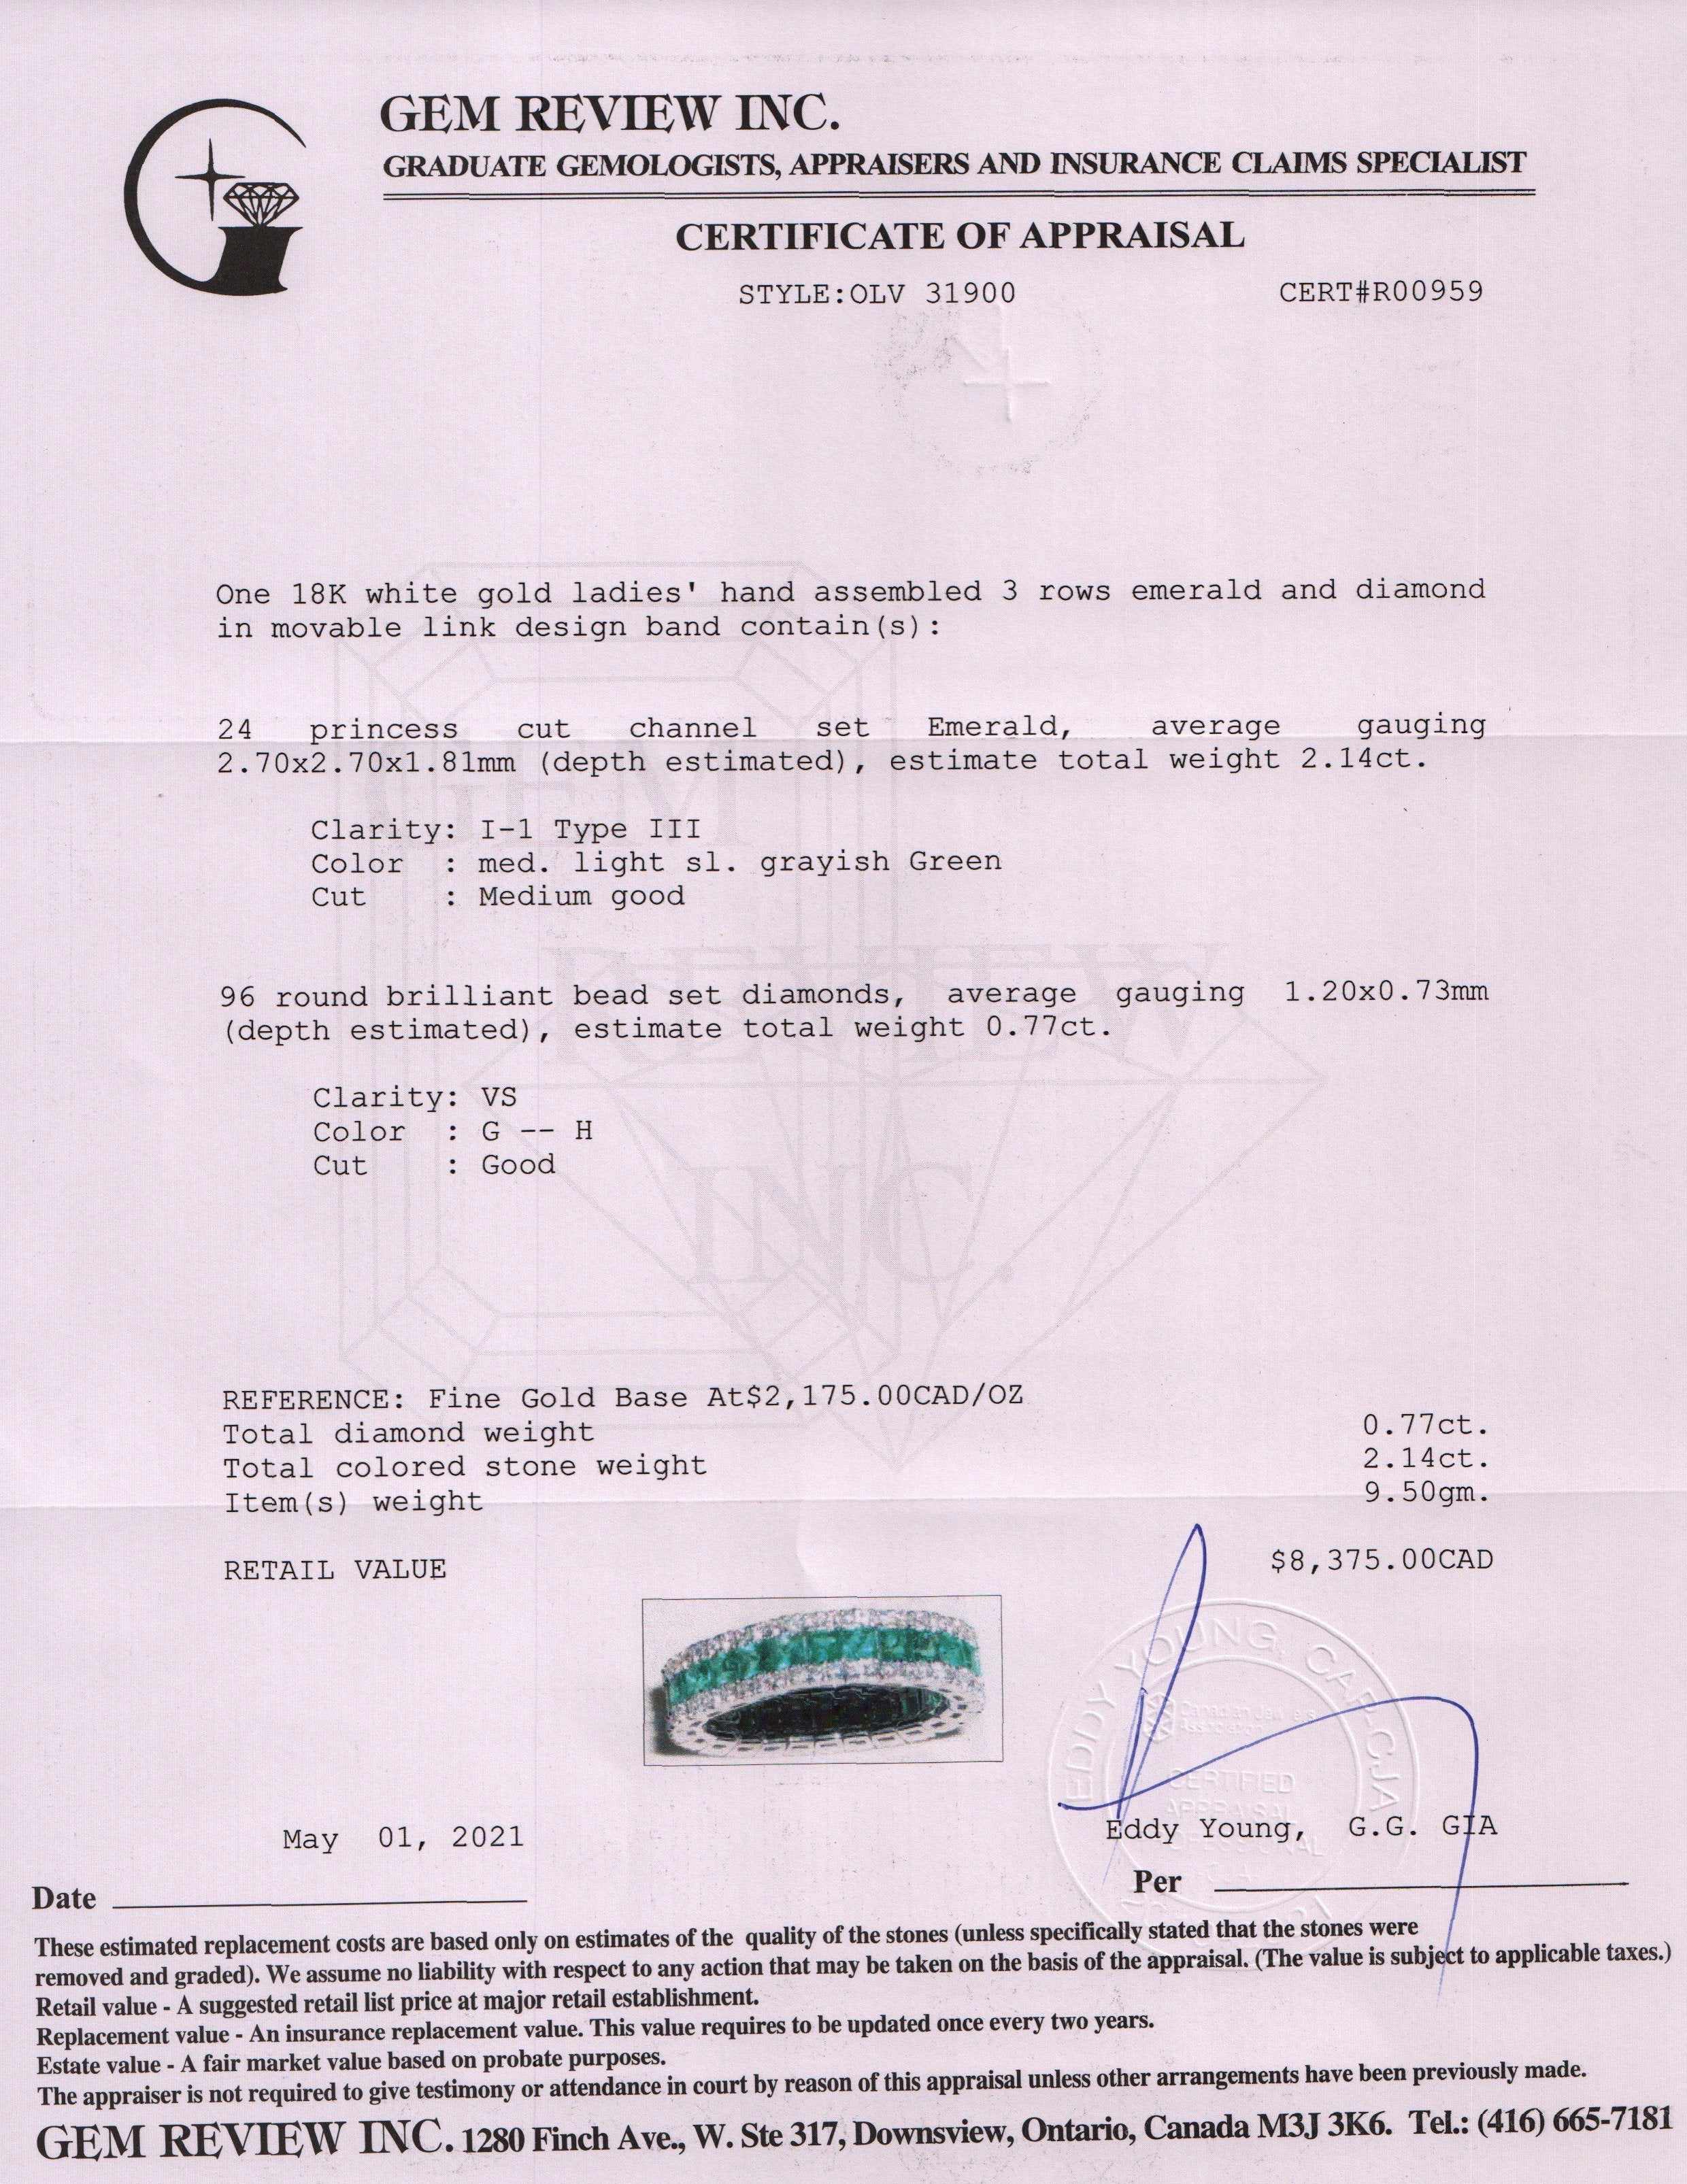 GEM REVIEW INC.
GRADUATE GEMOLOGISTS, APPRAISERS AND INSURANCE CLAIMS SPECIALIST
CERTIFICATE OF APPRAISAL
STYLE:OLV 31900 CERT#R00959
One 18K white gold ladies' hand assembled 3 rows emerald and diamond
in movable link design band contain(s):
24 princess cut channel set Emerald, average gauging
2.70x2.70x1.81mm (depth estimated), estimate total weight 2.14ct.
GEM
Clarity: I-1 Type III
Color : med. light sl. grayish Green
Cut : Medium good
REVIEW
96 round brilliant bead set diamonds, average gauging 1.20x0.73mm
(depth estimated), estimate total weight 0.77ct.
Clarity: VS
Color : G -- H
Cut : Good
INC.
REFERENCE: Fine Gold Base At$2,175.00CAD/OZ
Total diamond weight 0.77ct.
Total colored stone weight 2.14ct.
Item(s) weight 9.50gm.
RETAIL VALUE $8,375.00CAD
EDDY YOUNG, CAP-CJA
Canadian Jewellers
Association
CERTIFIED
APPRAISAL
May 01, 2021
Eddy Young, G.G. GIA
Date
Per
These estimated replacement costs are based only on estimates of the quality of the stones (unless specifically stated that the stones were
removed and graded). We assume no liability with respect to any action that may be taken on the basis of the appraisal. (The value is subject to applicable taxes.)
Retail value - A suggested retail list price at major retail establishment.
Replacement value - An insurance replacement value. This value requires to be updated once every two years.
Estate value - A fair market value based on probate purposes.
The appraiser is not required to give testimony or attendance in court by reason of this appraisal unless other arrangements have been previously made.
GEM REVIEW INC. 1280 Finch Ave., W. Ste 317, Downsview, Ontario, Canada M3J 3K6. Tel.: (416) 665-7181